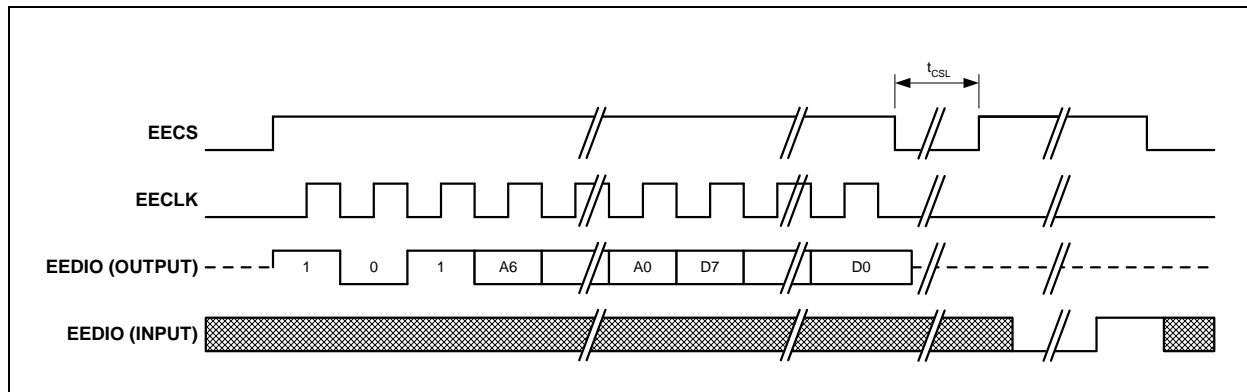 tCSL
EECS
EECLK
EEDIO (OUTPUT)
1 0 1 A6 A0 D7 D0
EEDIO (INPUT)